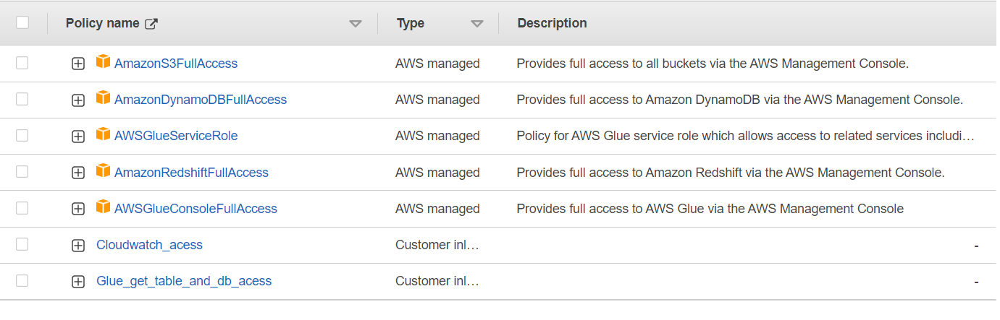 Policy name Type Description
AmazonS3FullAccess AWS managed Provides full access to all buckets via the AWS Management Console.
AmazonDynamoDBFullAccess AWS managed Provides full access to Amazon DynamoDB via the AWS Management Console.
AWSGlueServiceRole AWS managed Policy for AWS Glue service role which allows access to related services includi…
AmazonRedshiftFullAccess AWS managed Provides full access to Amazon Redshift via the AWS Management Console.
AWSGlueConsoleFullAccess AWS managed Provides full access to AWS Glue via the AWS Management Console
Cloudwatch_acess Customer inl… -
Glue_get_table_and_db_acess Customer inl… -